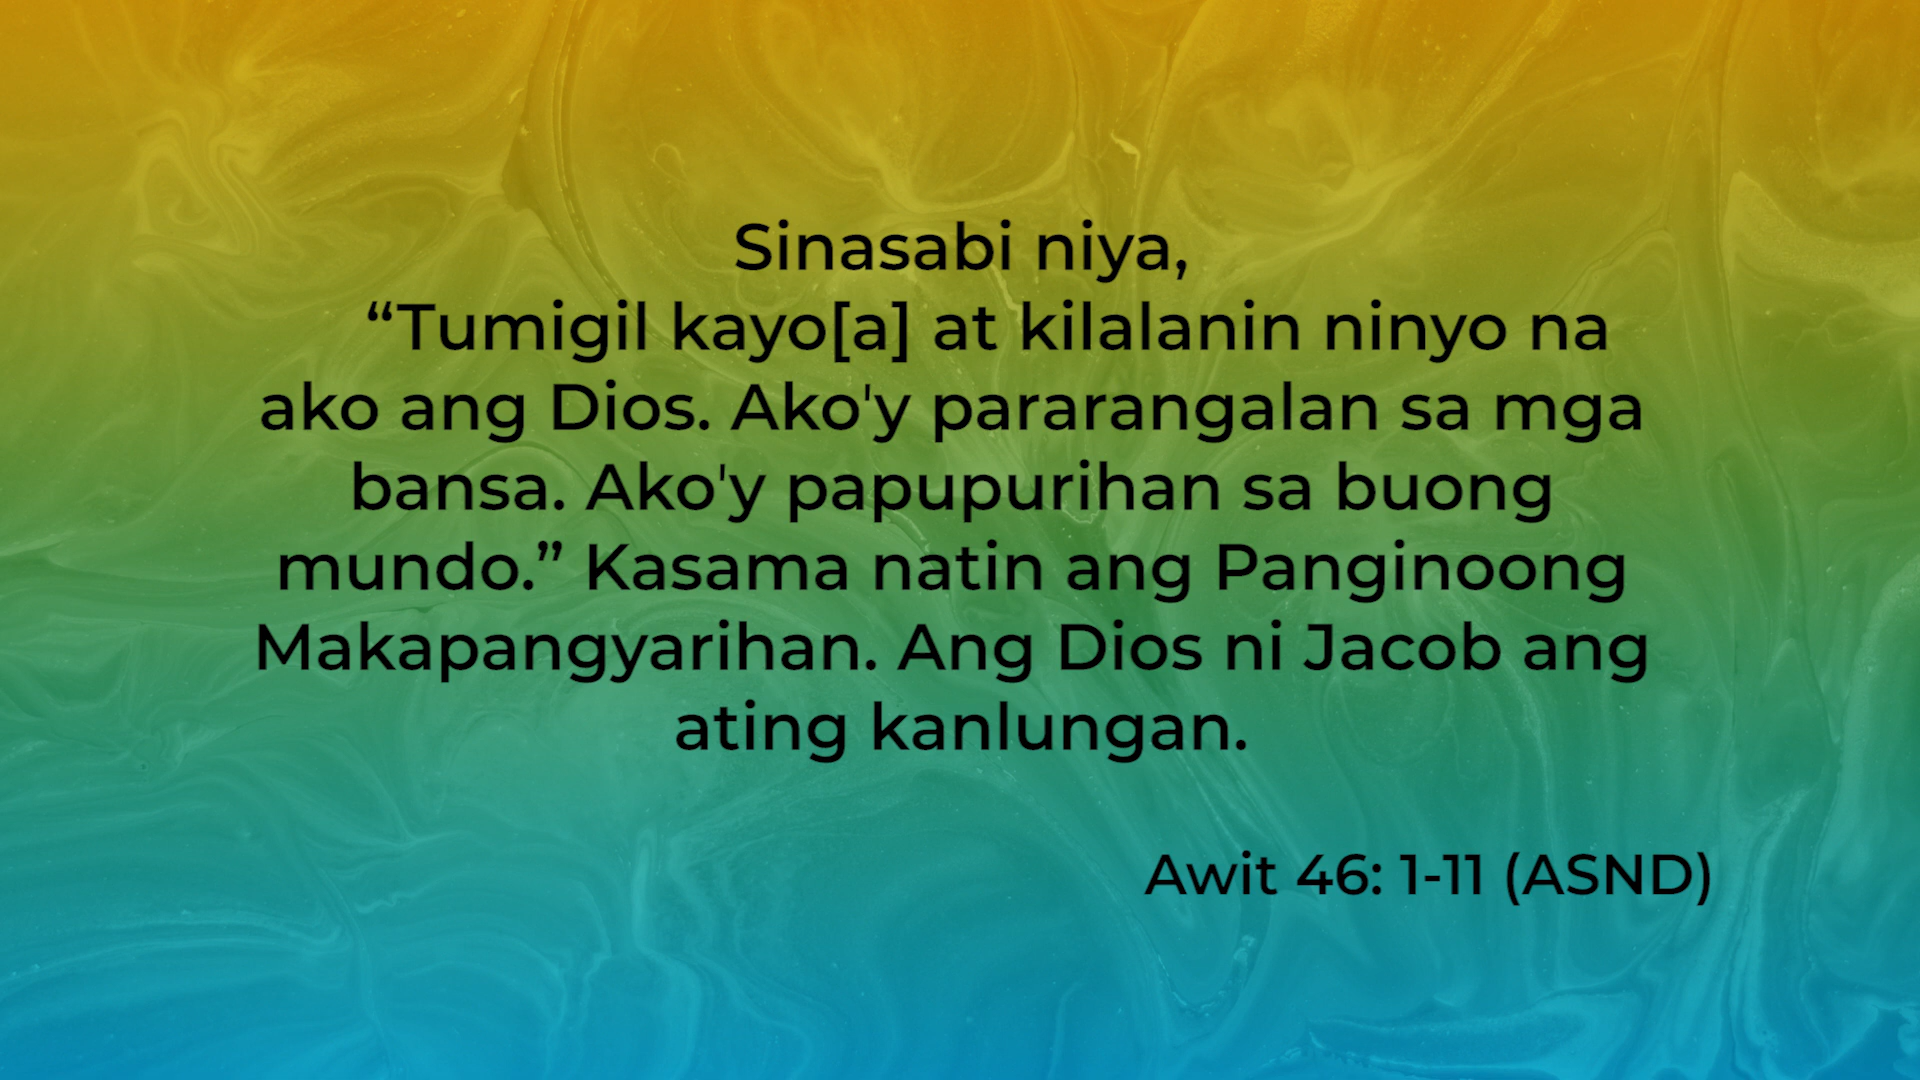 Sinasabi niya,
“Tumigil kayo[a] at kilalanin ninyo na
ako ang Dios. Ako'y pararangalan sa mga
bansa. Ako'y papupurihan sa buong
mundo.” Kasama natin ang Panginoong
Makapangyarihan. Ang Dios ni Jacob ang
ating kanlungan.
Awit 46: 1-11 (ASND)